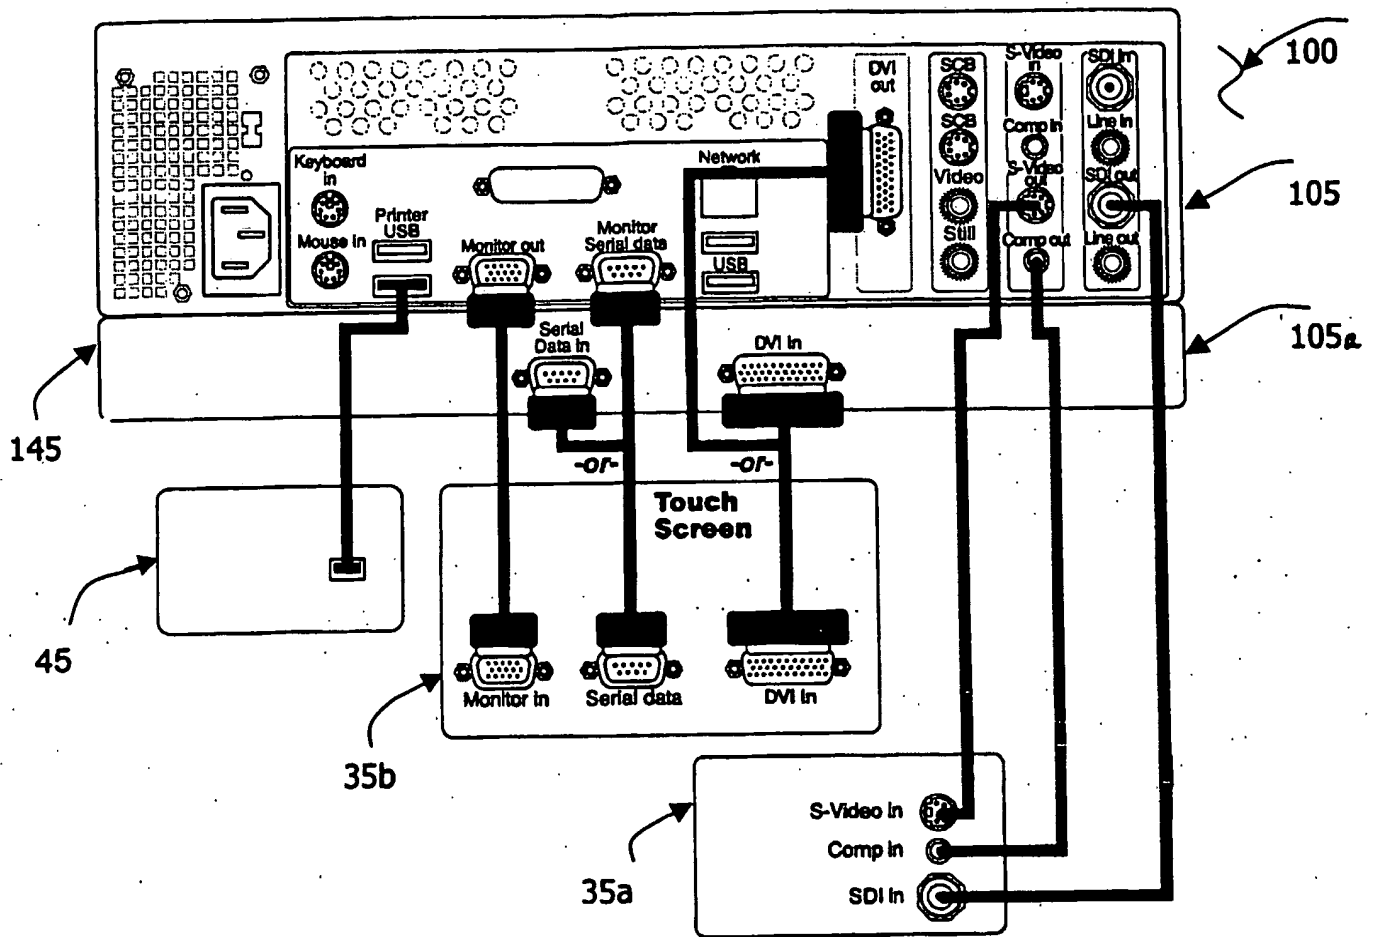 100
S-Video
in
SDI in
DVI
out
SCB
SCB
Comp in
Line in
Keyboard
in
Network
Video
S-Video
out
SDI out
105
Printer
USB
Mouse in
Monitor out
Monitor
Serial data
USB
Still
Comp out
Line out
Serial
Data in
DVI in
105a
145
-or-
-or-
Touch
Screen
45
Monitor in
Serial data
DVI in
35b
S-Video in
Comp in
35a
SDI in